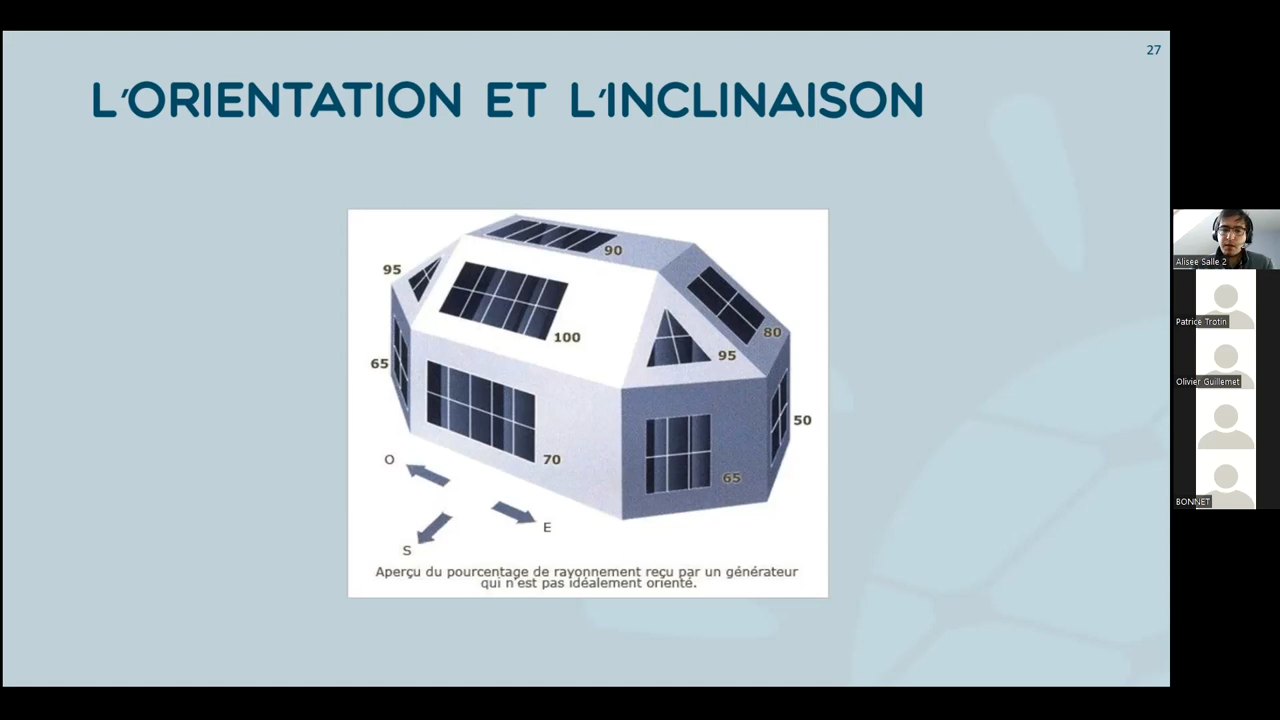 27
L'ORIENTATION ET L'INCLINAISON
90
95
100
80
95
65
50
70
65
O
E
S
Aperçu du pourcentage de rayonnement reçu par un générateur
qui n'est pas idéalement orienté.
Alisee Salle 2
Patrice Trotin
Olivier Guillemet
BONNET